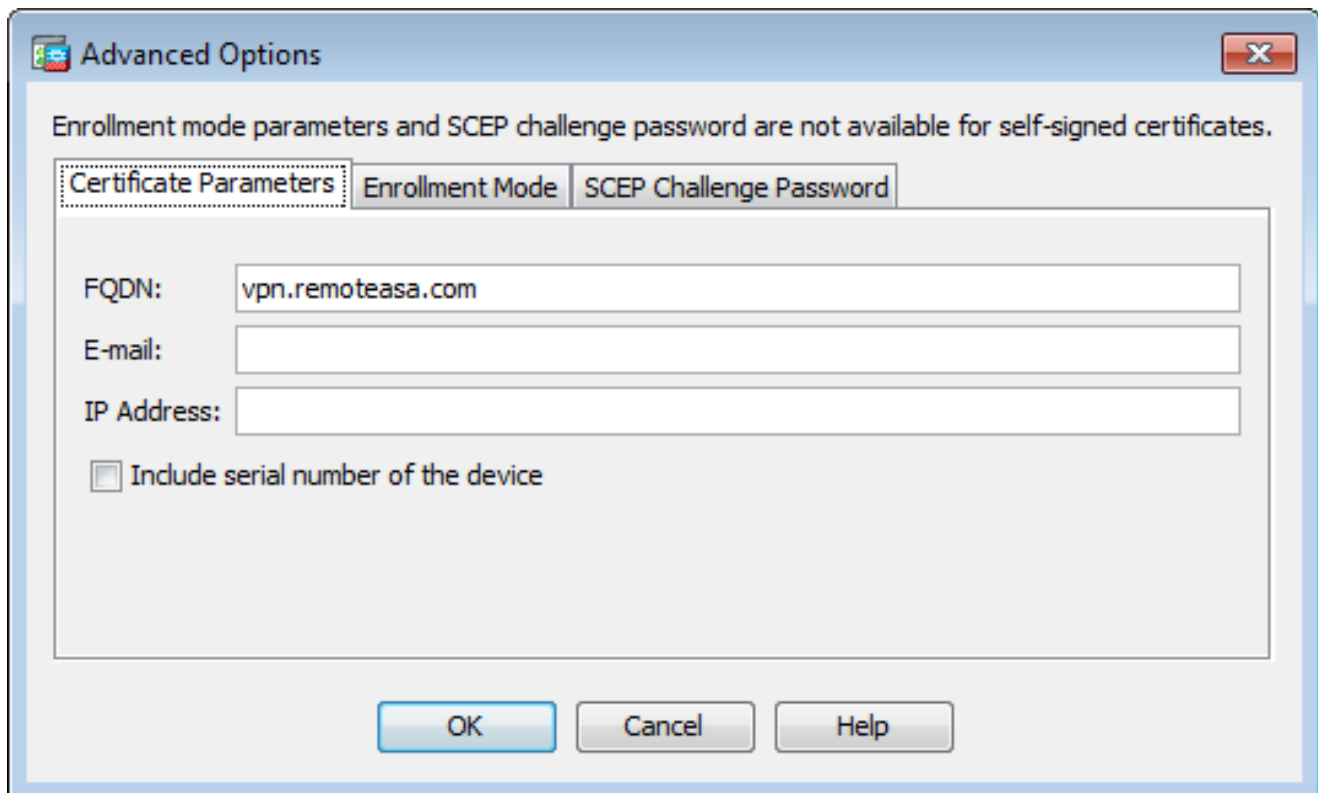 Advanced Options
Enrollment mode parameters and SCEP challenge password are not available for self-signed certificates.
Certificate Parameters Enrollment Mode SCEP Challenge Password
FQDN: vpn.remoteasa.com
E-mail:
IP Address:
Include serial number of the device
OK Cancel Help